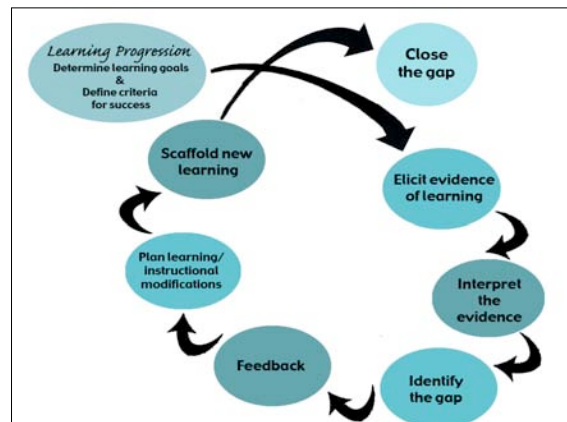 Learning Progression
Determine learning goals
&
Define criteria
for success
Close
the gap
Scaffold new
learning
Elicit evidence
of learning
Plan learning/
instructional
modifications
Interpret
the
evidence
Feedback
Identify
the gap